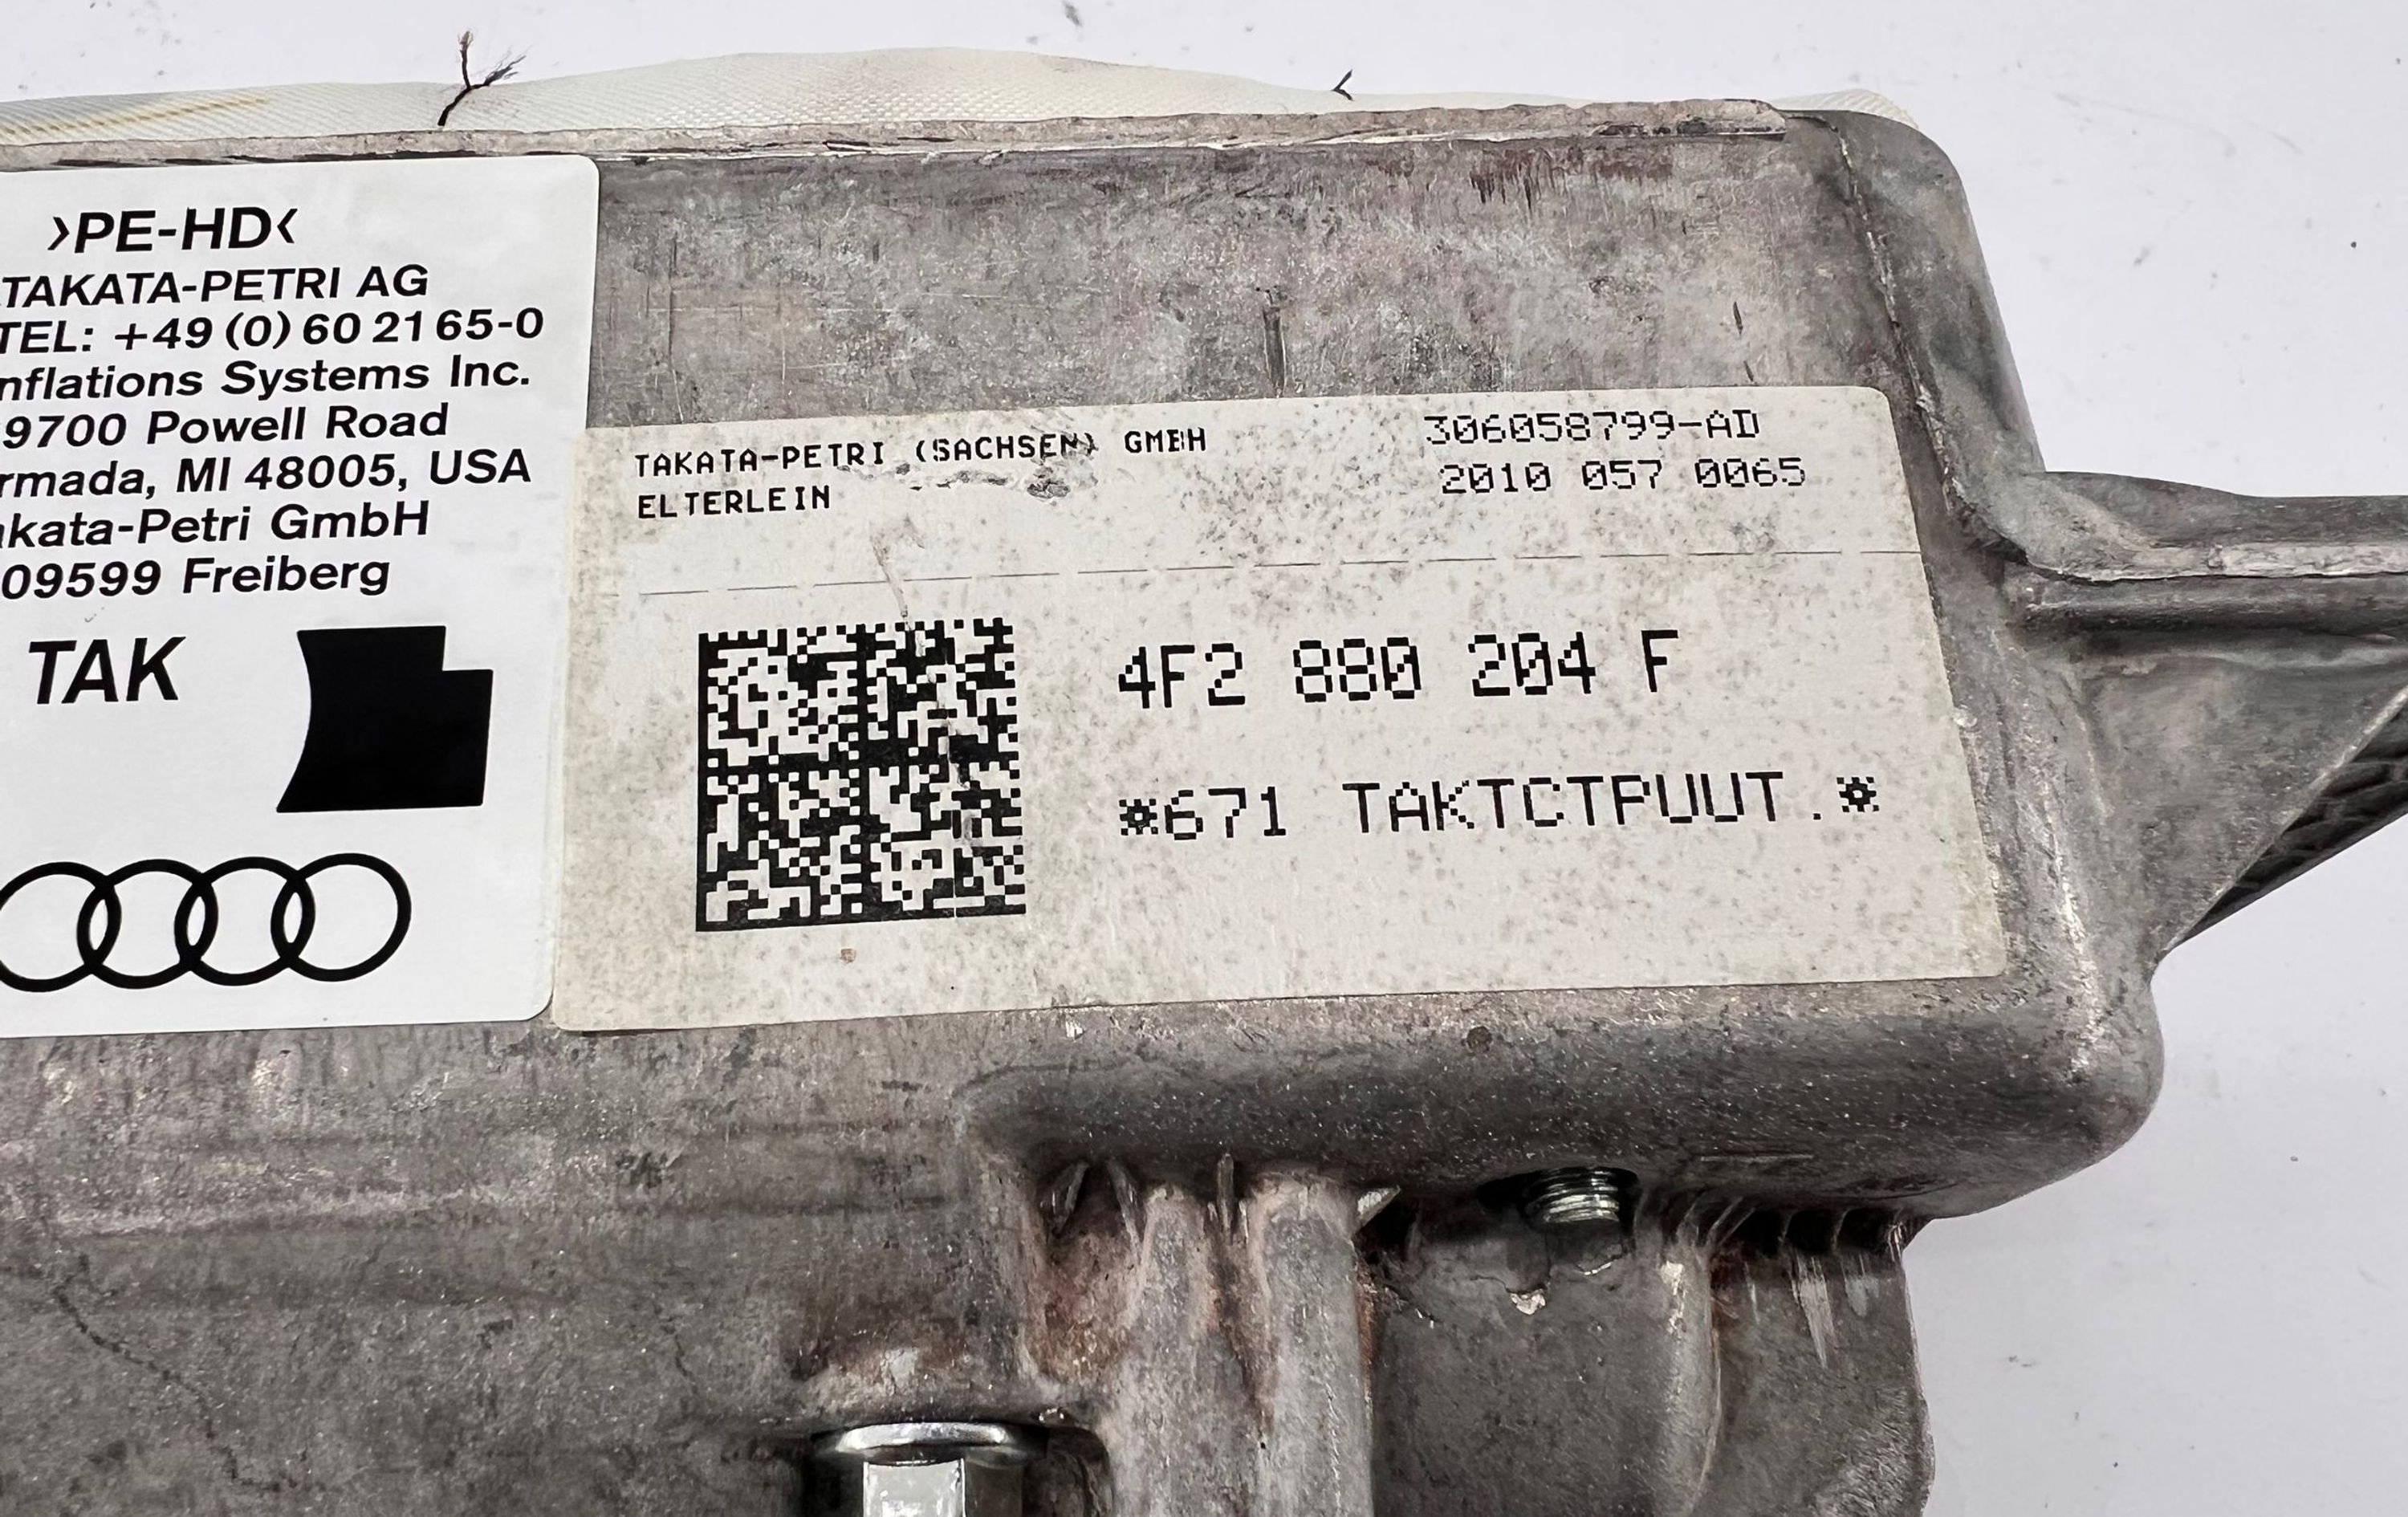 ›PE-HD‹
TAKATA-PETRI AG
TEL: +49 (0) 60 21 65-0
nflations Systems Inc.
9700 Powell Road
rmada, MI 48005, USA
akata-Petri GmbH
09599 Freiberg
TAK
TAKATA-PETRI (SACHSEN) GMBH
ELTERLEIN
306058799-AD
2010 057 0065
4F2 880 204 F
*671 TAKTCTPUUT.*